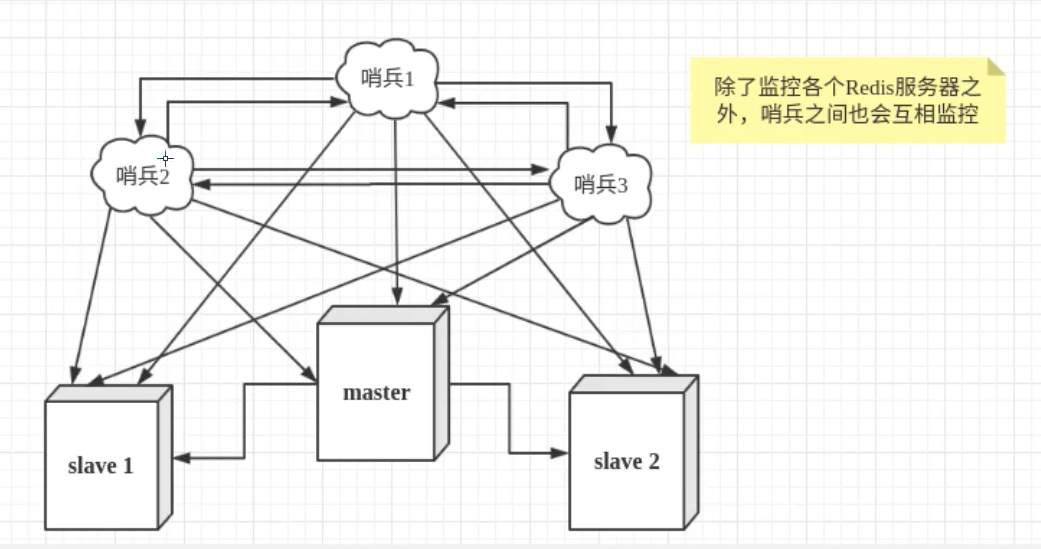 哨兵1
除了监控各个Redis服务器之
外，哨兵之间也会互相监控
哨兵2
哨兵3
master
slave 1
slave 2